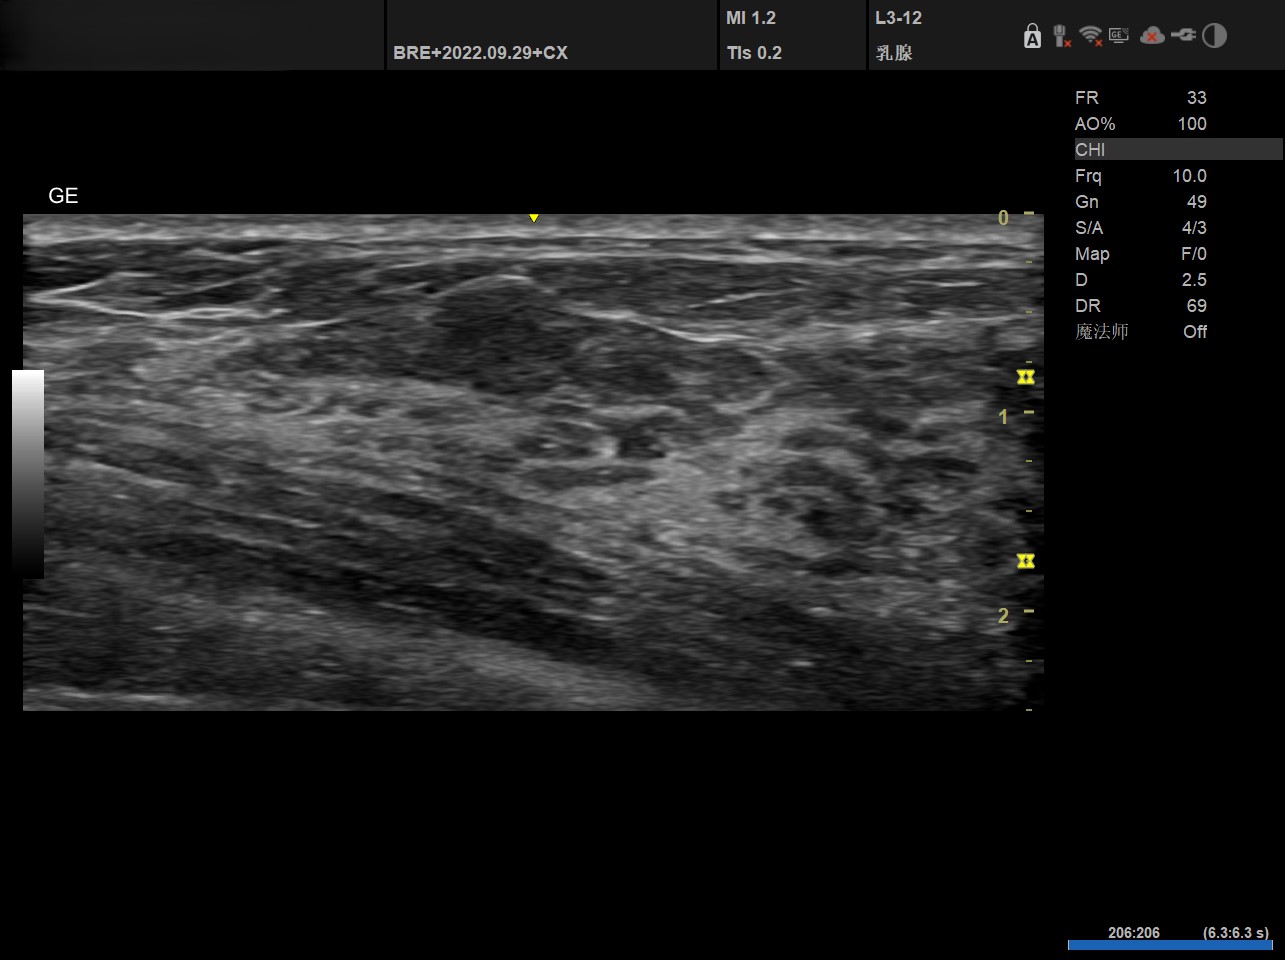 MI 1.2
L3-12
BRE+2022.09.29+CX
TIs 0.2
乳腺
FR 33
AO% 100
CHI
Frq 10.0
Gn 49
S/A 4/3
Map F/0
D 2.5
DR 69
魔法师 Off
GE
0
1
2
206:206 (6.3:6.3 s)